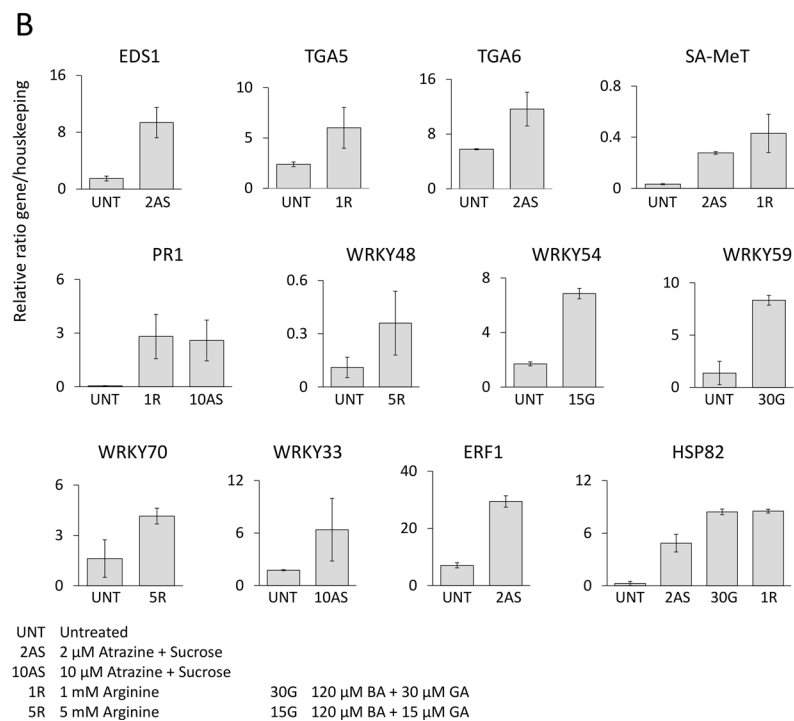 B
Relative ratio gene/houskeeping
EDS1 TGA5 TGA6 SA-MeT
16 8 0
UNT 2AS
10 5 0
UNT 1R
16 8 0
UNT 2AS
0.8 0.4 0
UNT 2AS 1R
PR1 WRKY48 WRKY54 WRKY59
6 3 0
UNT 1R 10AS
0.6 0.3 0
UNT 5R
8 4 0
UNT 15G
10 5 0
UNT 30G
WRKY70 WRKY33 ERF1 HSP82
6 3 0
UNT 5R
12 6 0
UNT 10AS
40 20 0
UNT 2AS
12 6 0
UNT 2AS 30G 1R
UNT Untreated
2AS 2 µM Atrazine + Sucrose
10AS 10 µM Atrazine + Sucrose
1R 1 mM Arginine 30G 120 µM BA + 30 µM GA
5R 5 mM Arginine 15G 120 µM BA + 15 µM GA